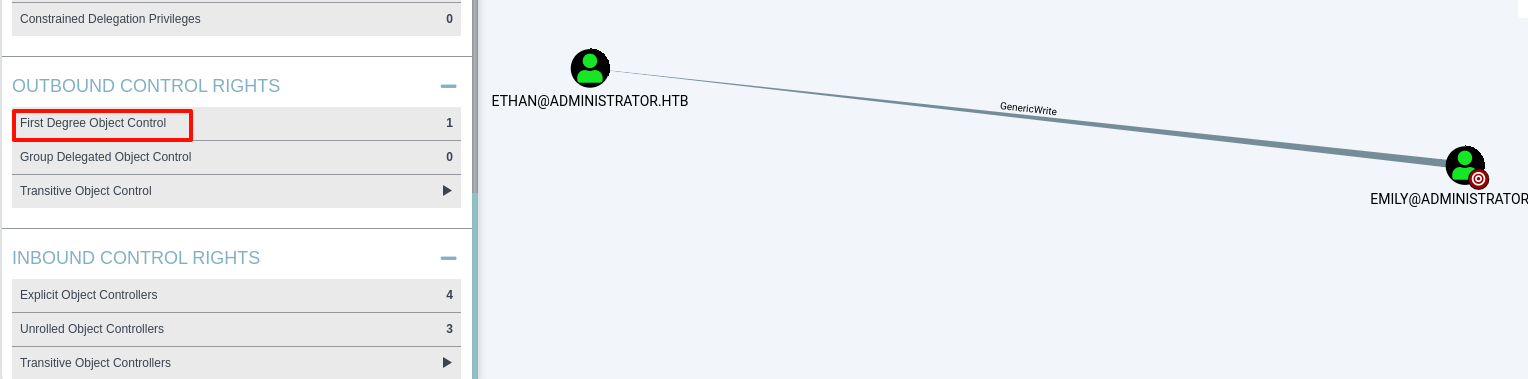 Constrained Delegation Privileges 0
OUTBOUND CONTROL RIGHTS
First Degree Object Control 1
Group Delegated Object Control 0
Transitive Object Control
INBOUND CONTROL RIGHTS
Explicit Object Controllers 4
Unrolled Object Controllers 3
Transitive Object Controllers
ETHAN@ADMINISTRATOR.HTB
GenericWrite
EMILY@ADMINISTRATOR